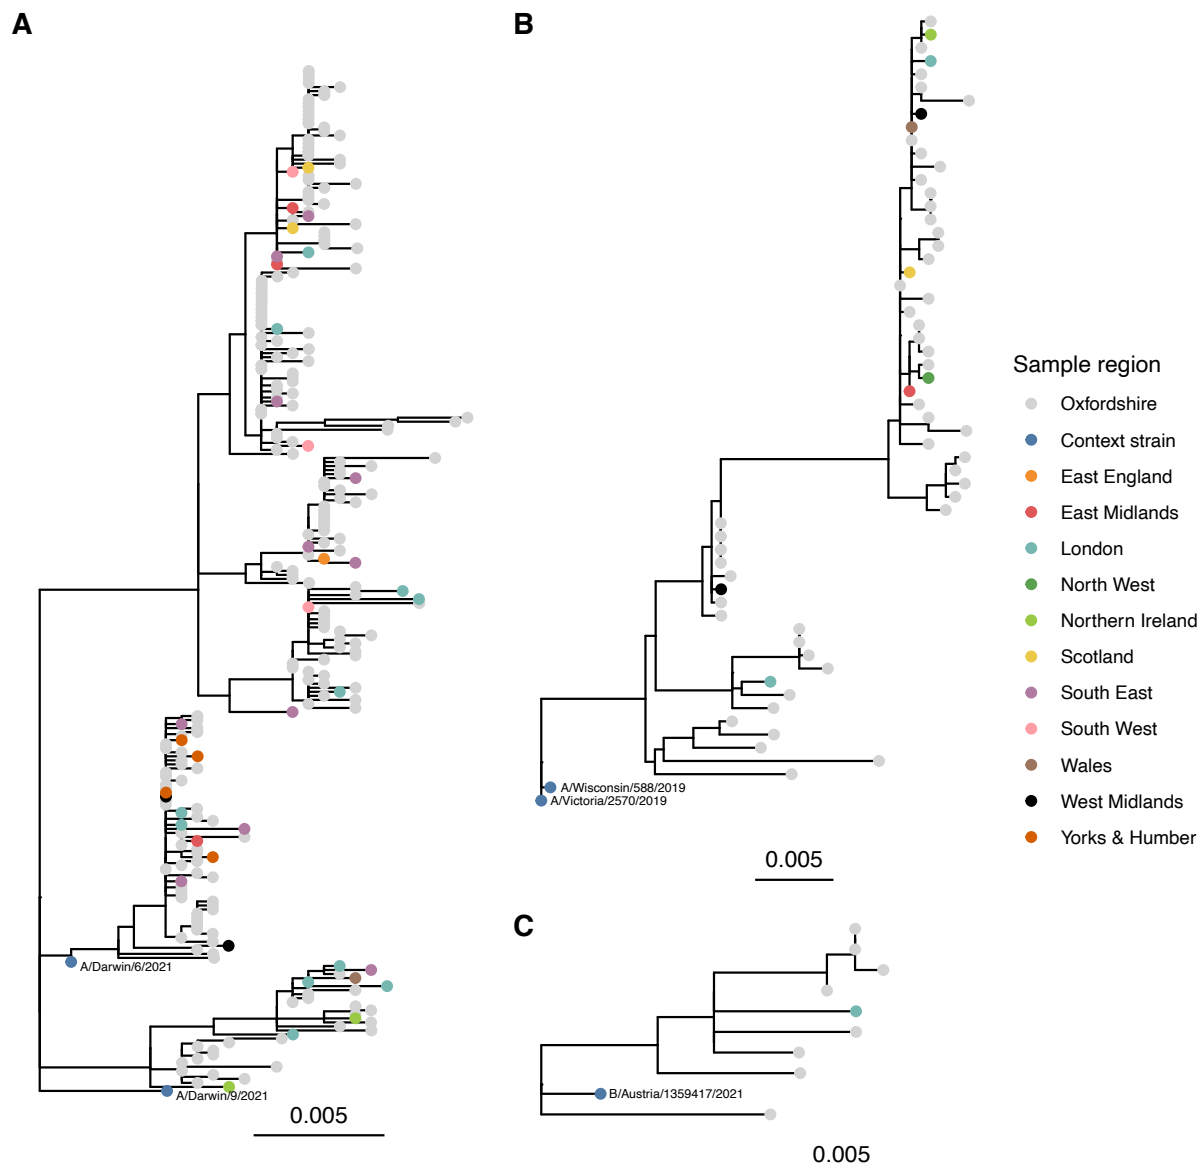 A
B
Sample region
Oxfordshire
Context strain
East England
East Midlands
London
North West
Northern Ireland
Scotland
South East
South West
Wales
West Midlands
Yorks & Humber
A/Wisconsin/588/2019
A/Victoria/2570/2019
0.005
C
A/Darwin/6/2021
A/Darwin/9/2021
0.005
B/Austria/1359417/2021
0.005